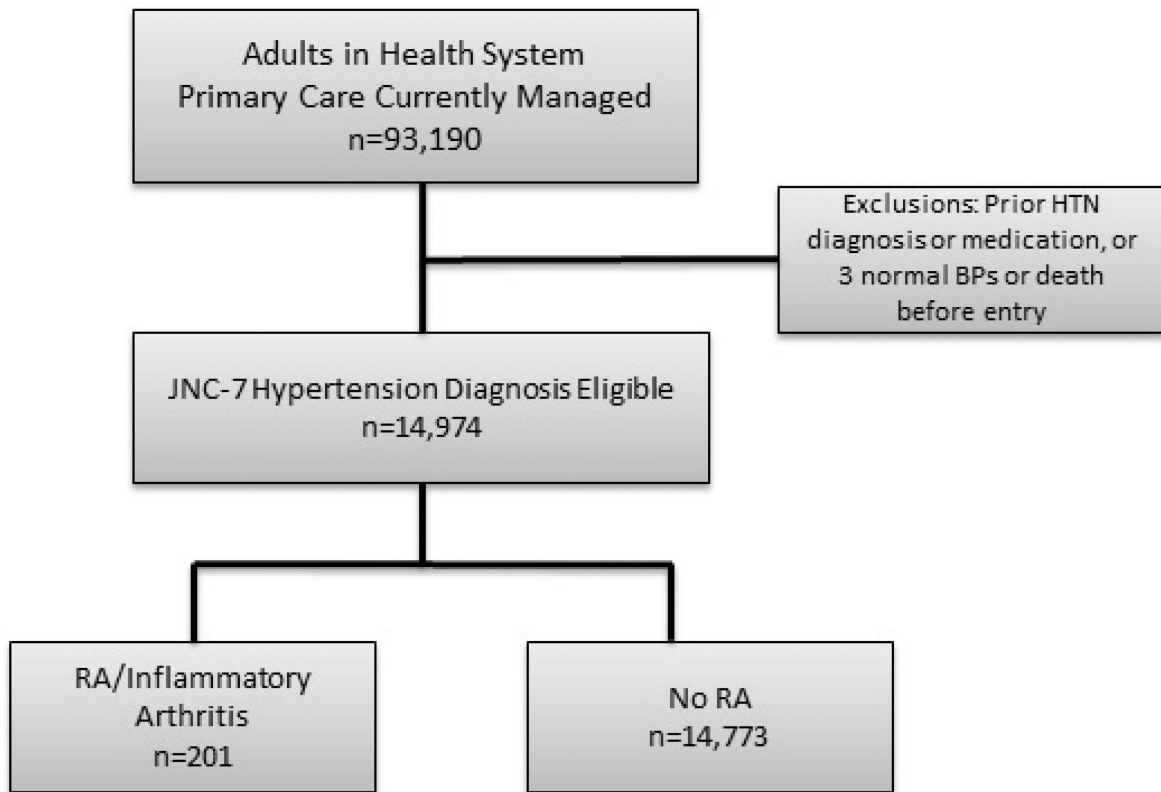 Adults in Health System
Primary Care Currently Managed
n=93,190
Exclusions: Prior HTN
diagnosis or medication, or
3 normal BPs or death
before entry
JNC-7 Hypertension Diagnosis Eligible
n=14,974
RA/Inflammatory
Arthritis
n=201
No RA
n=14,773